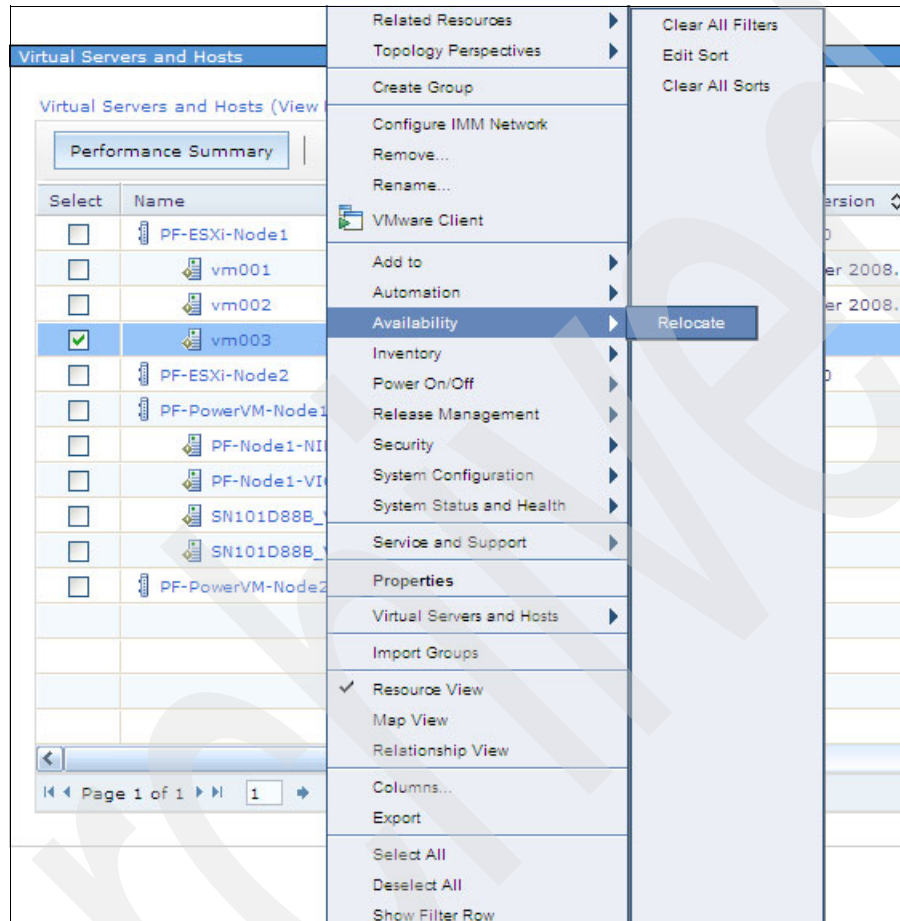 Virtual Servers and Hosts
Virtual Servers and Hosts (View
Performance Summary
Select
Name
ersion
PF-ESXi-Node1
0
vm001
er 2008.
vm002
er 2008.
vm003
PF-ESXi-Node2
0
PF-PowerVM-Node1
PF-Node1-NI
PF-Node1-VI
SN101D88B_
SN101D88B_
PF-PowerVM-Node2
Page 1 of 1
1
Related Resources
Topology Perspectives
Create Group
Configure IMM Network
Remove...
Rename...
VMware Client
Add to
Automation
Availability
Inventory
Power On/Off
Release Management
Security
System Configuration
System Status and Health
Service and Support
Properties
Virtual Servers and Hosts
Import Groups
Resource View
Map View
Relationship View
Columns...
Export
Select All
Deselect All
Show Filter Row
Clear All Filters
Edit Sort
Clear All Sorts
Relocate